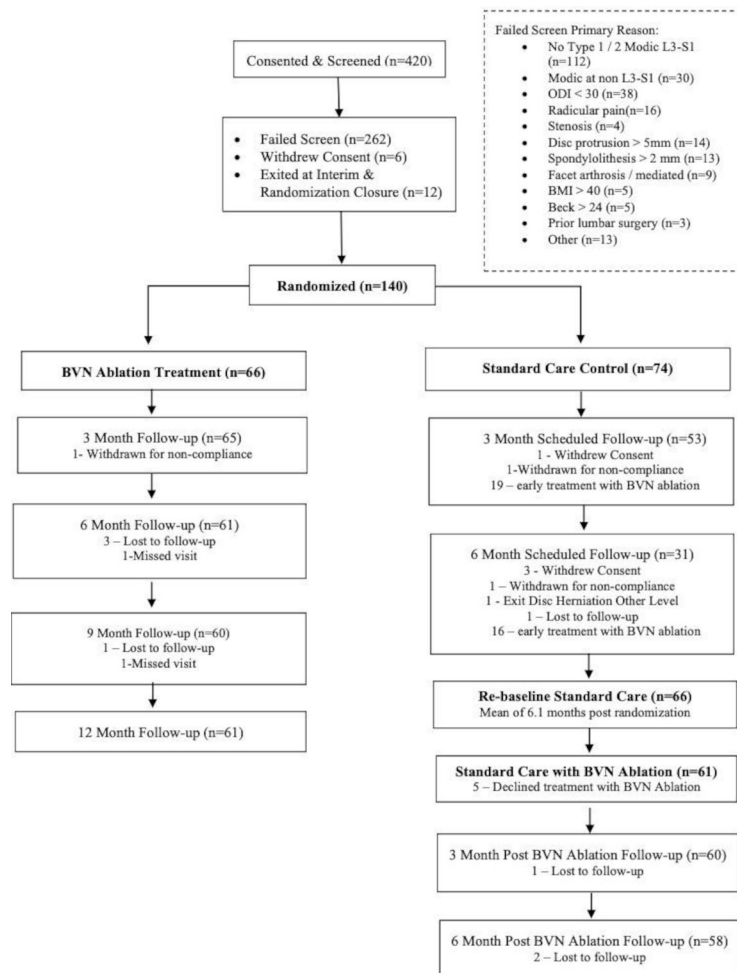 Consented & Screened (n=420)
• Failed Screen (n=262)
• Withdrew Consent (n=6)
• Exited at Interim &
Randomization Closure (n=12)
Failed Screen Primary Reason:
• No Type 1 / 2 Modic L3-S1
(n=112)
• Modic at non L3-S1 (n=30)
• ODI < 30 (n=38)
• Radicular pain(n=16)
• Stenosis (n=4)
• Disc protrusion > 5mm (n=14)
• Spondylolithesis > 2 mm (n=13)
• Facet arthrosis / mediated (n=9)
• BMI > 40 (n=5)
• Beck > 24 (n=5)
• Prior lumbar surgery (n=3)
• Other (n=13)
Randomized (n=140)
BVN Ablation Treatment (n=66)
3 Month Follow-up (n=65)
1- Withdrawn for non-compliance
6 Month Follow-up (n=61)
3 – Lost to follow-up
1-Missed visit
9 Month Follow-up (n=60)
1 – Lost to follow-up
1-Missed visit
12 Month Follow-up (n=61)
Standard Care Control (n=74)
3 Month Scheduled Follow-up (n=53)
1 - Withdrew Consent
1-Withdrawn for non-compliance
19 – early treatment with BVN ablation
6 Month Scheduled Follow-up (n=31)
3 - Withdrew Consent
1 – Withdrawn for non-compliance
1 - Exit Disc Herniation Other Level
1 – Lost to follow-up
16 – early treatment with BVN ablation
Re-baseline Standard Care (n=66)
Mean of 6.1 months post randomization
Standard Care with BVN Ablation (n=61)
5 – Declined treatment with BVN Ablation
3 Month Post BVN Ablation Follow-up (n=60)
1 – Lost to follow-up
6 Month Post BVN Ablation Follow-up (n=58)
2 – Lost to follow-up